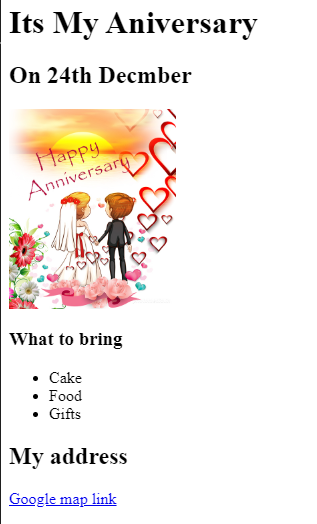 Its My Aniversary
On 24th Decmber
Happy
Anniversary
What to bring
Cake
Food
Gifts
My address
Google map link